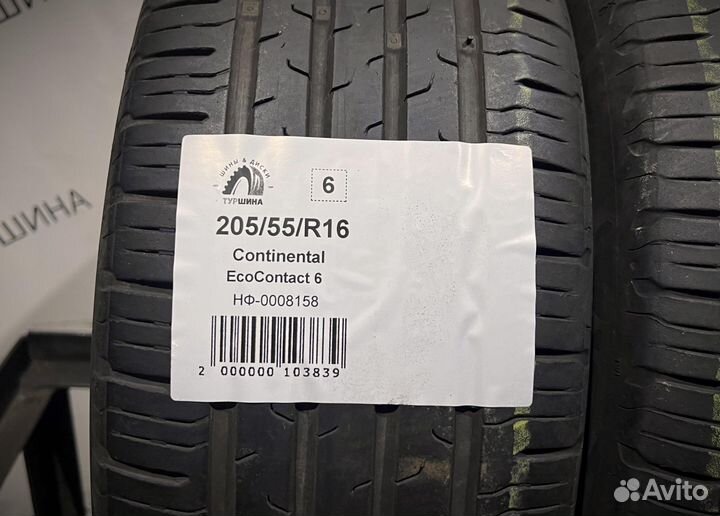 ШИНЫ & ДИСКИ
ТУРШИНА
6
205/55/R16
Continental
EcoContact 6
НФ-0008158
2 000000 103839
ШИНА
Avito